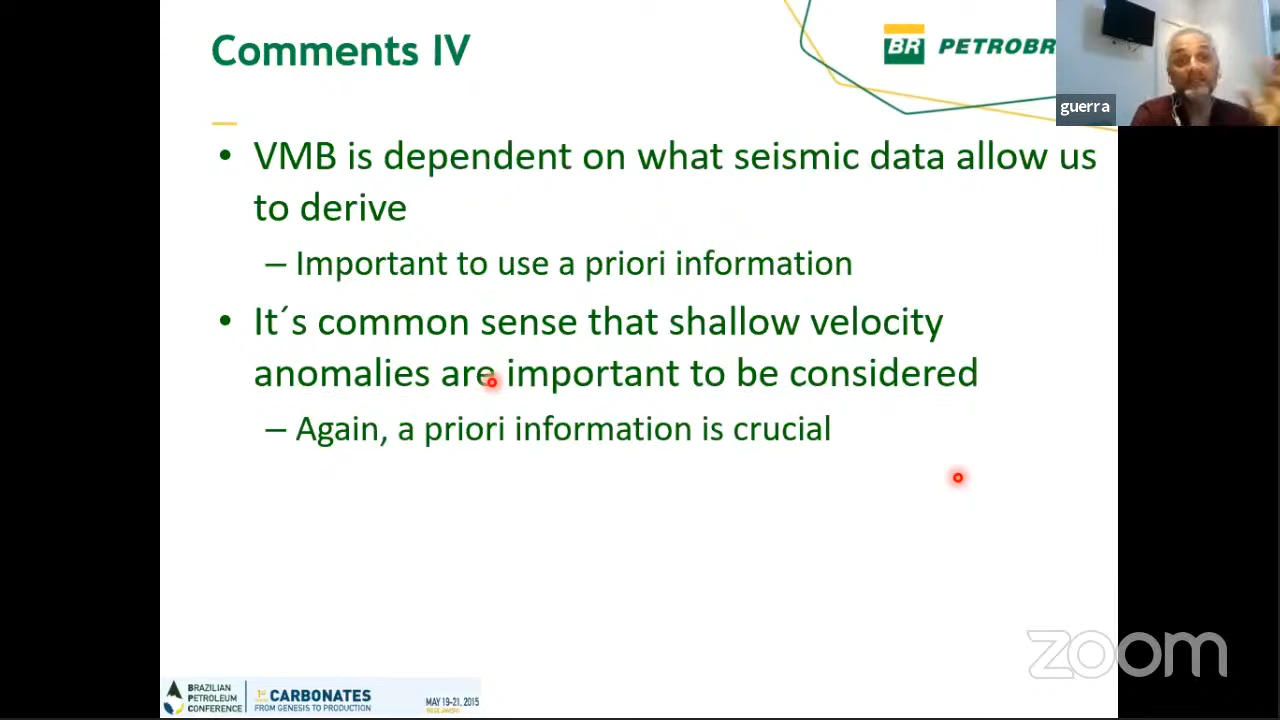 Comments IV
BR PETROBR
guerra
• VMB is dependent on what seismic data allow us
to derive
– Important to use a priori information
• It´s common sense that shallow velocity
anomalies are important to be considered
– Again, a priori information is crucial
zoom
BRAZILIAN
PETROLEUM
CONFERENCE
CARBONATES
FROM GENESIS TO PRODUCTION
MAY 19-21, 2015